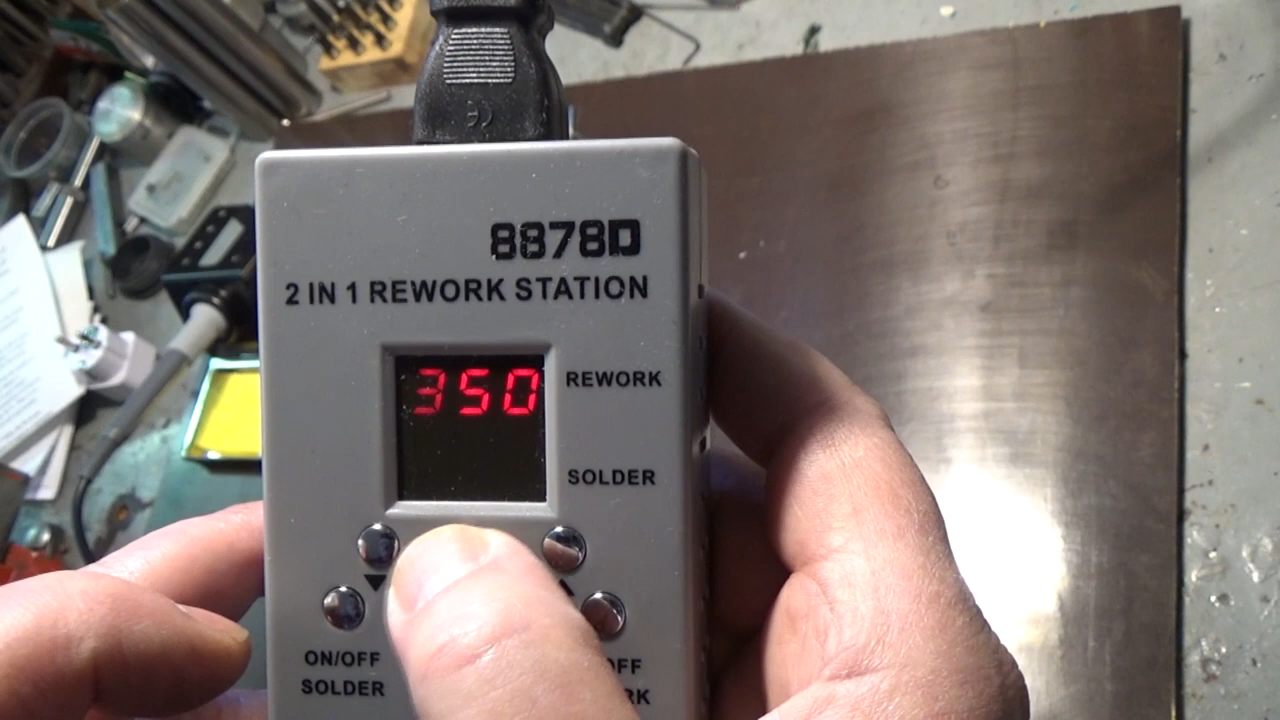 8878D
2 IN 1 REWORK STATION
350
REWORK
SOLDER
ON/OFF
SOLDER